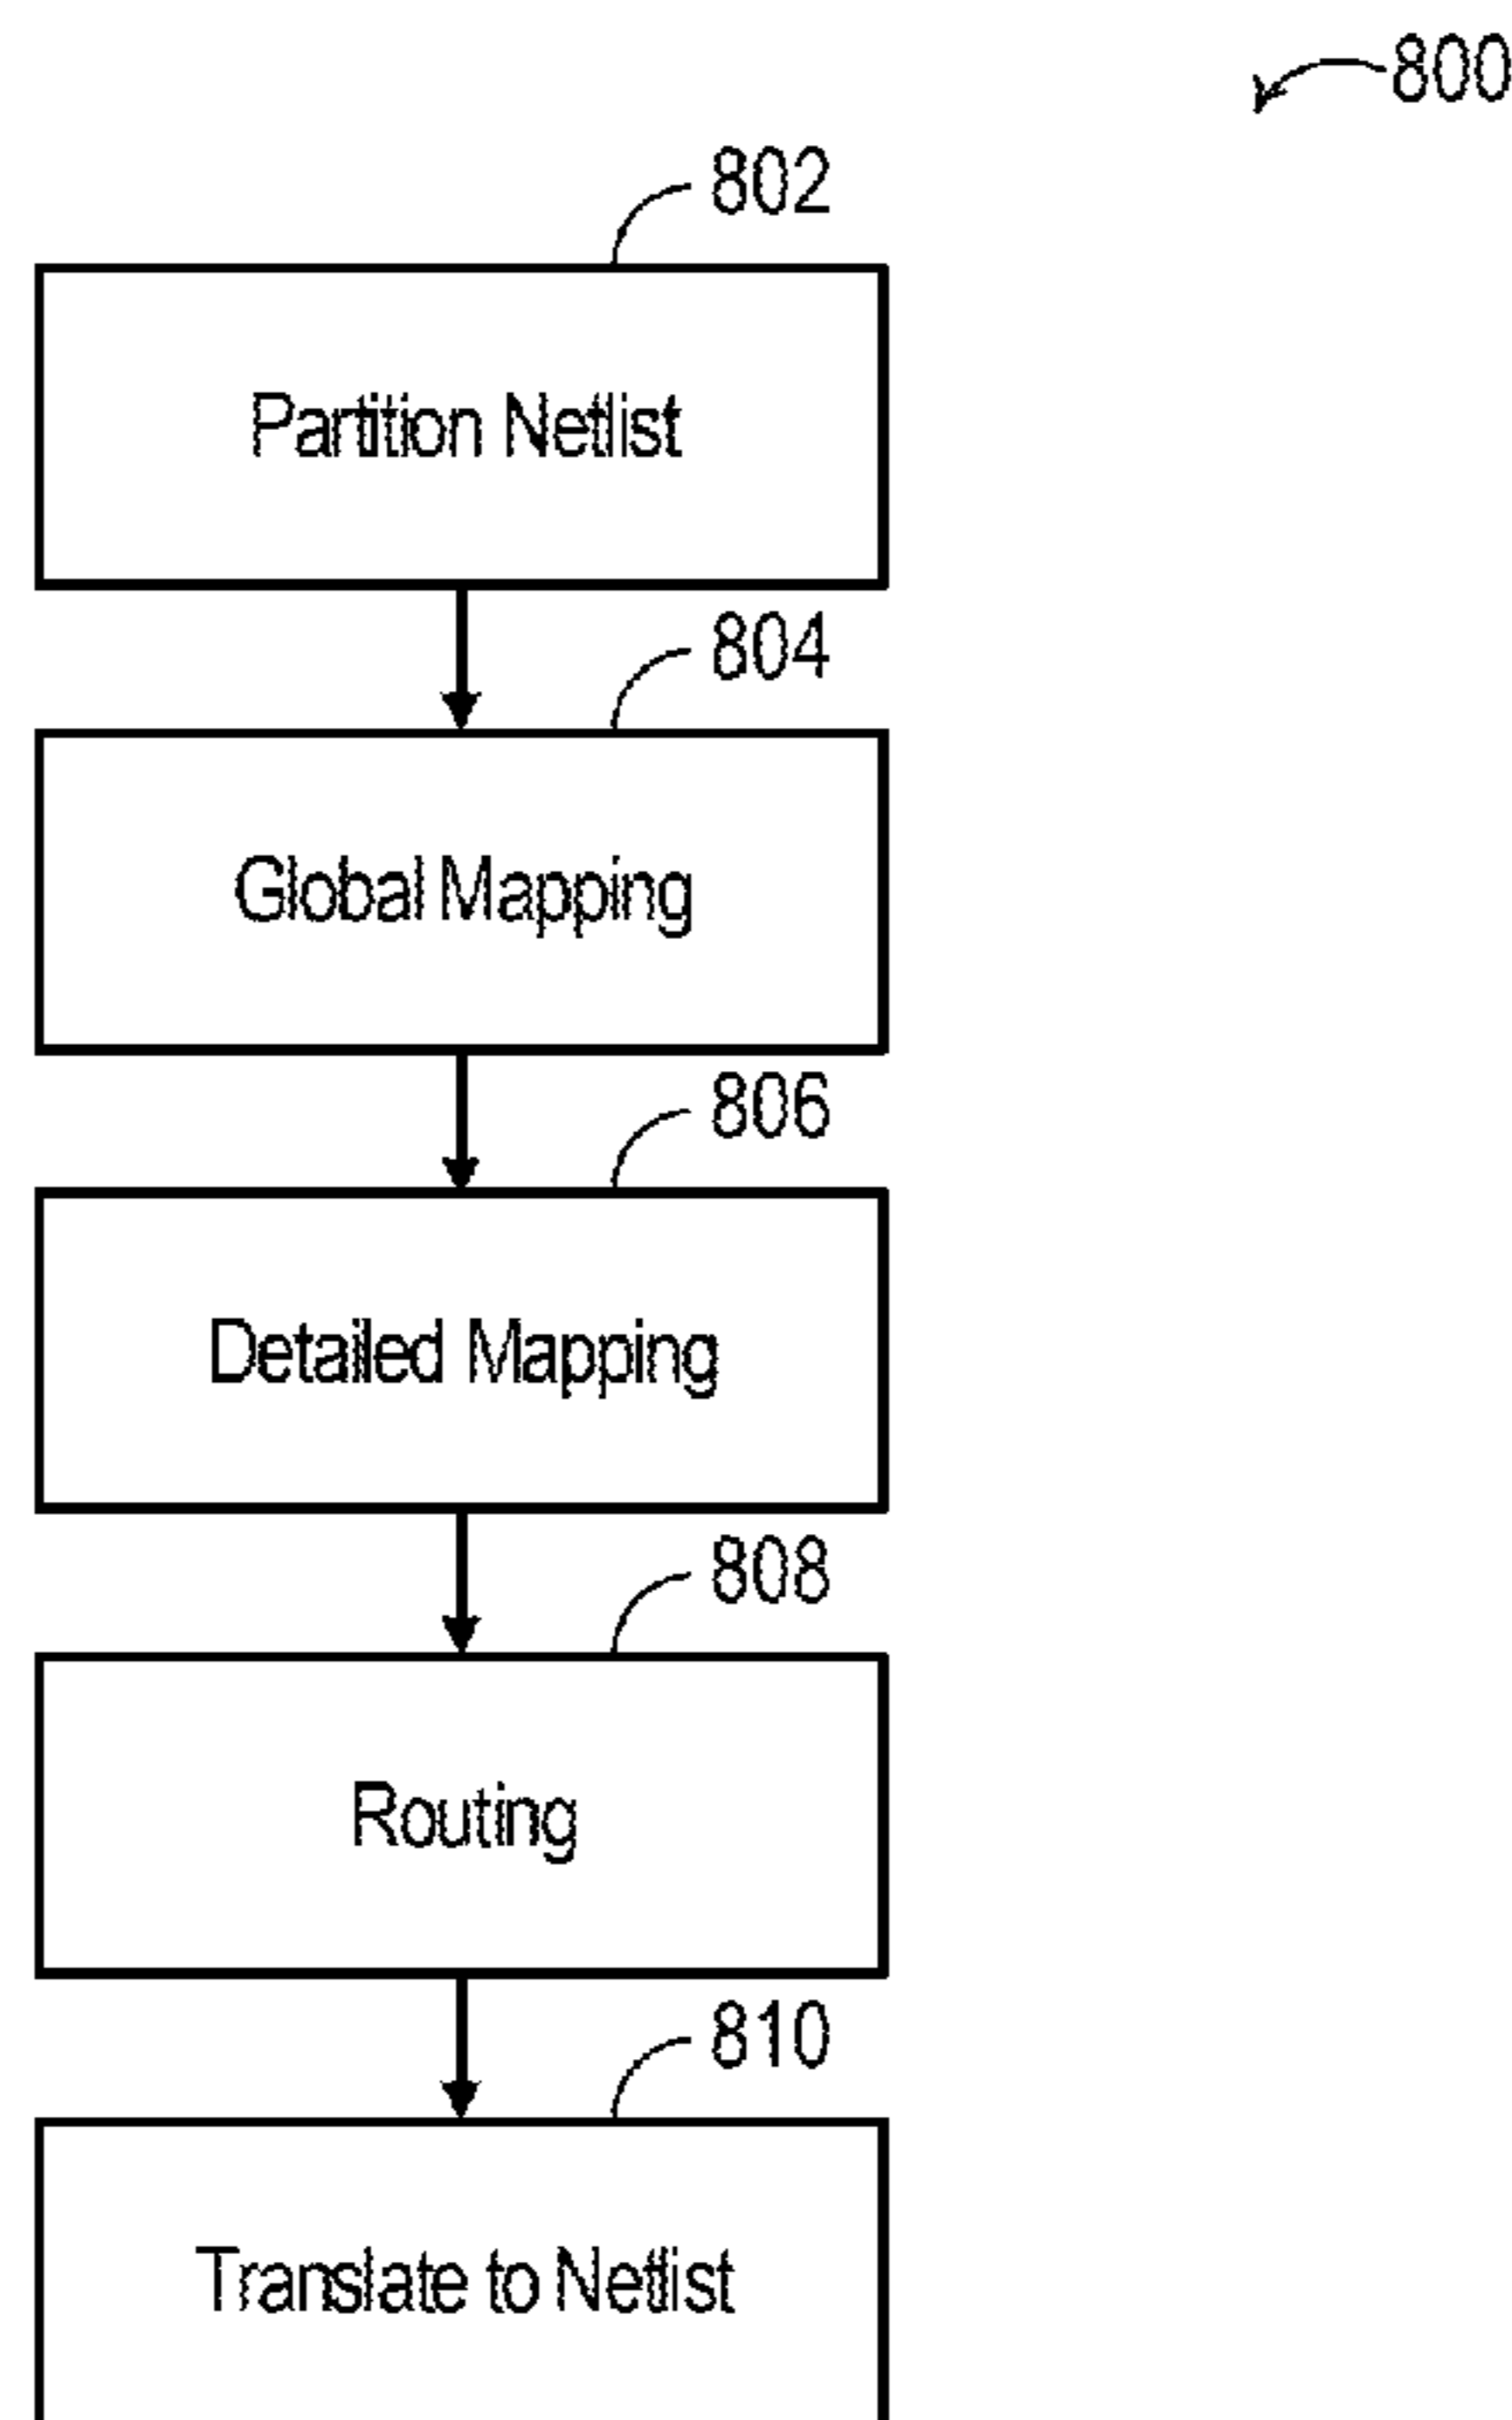 800
802
Partition Netlist
804
Global Mapping
806
Detailed Mapping
808
Routing
810
Translate to Netlist